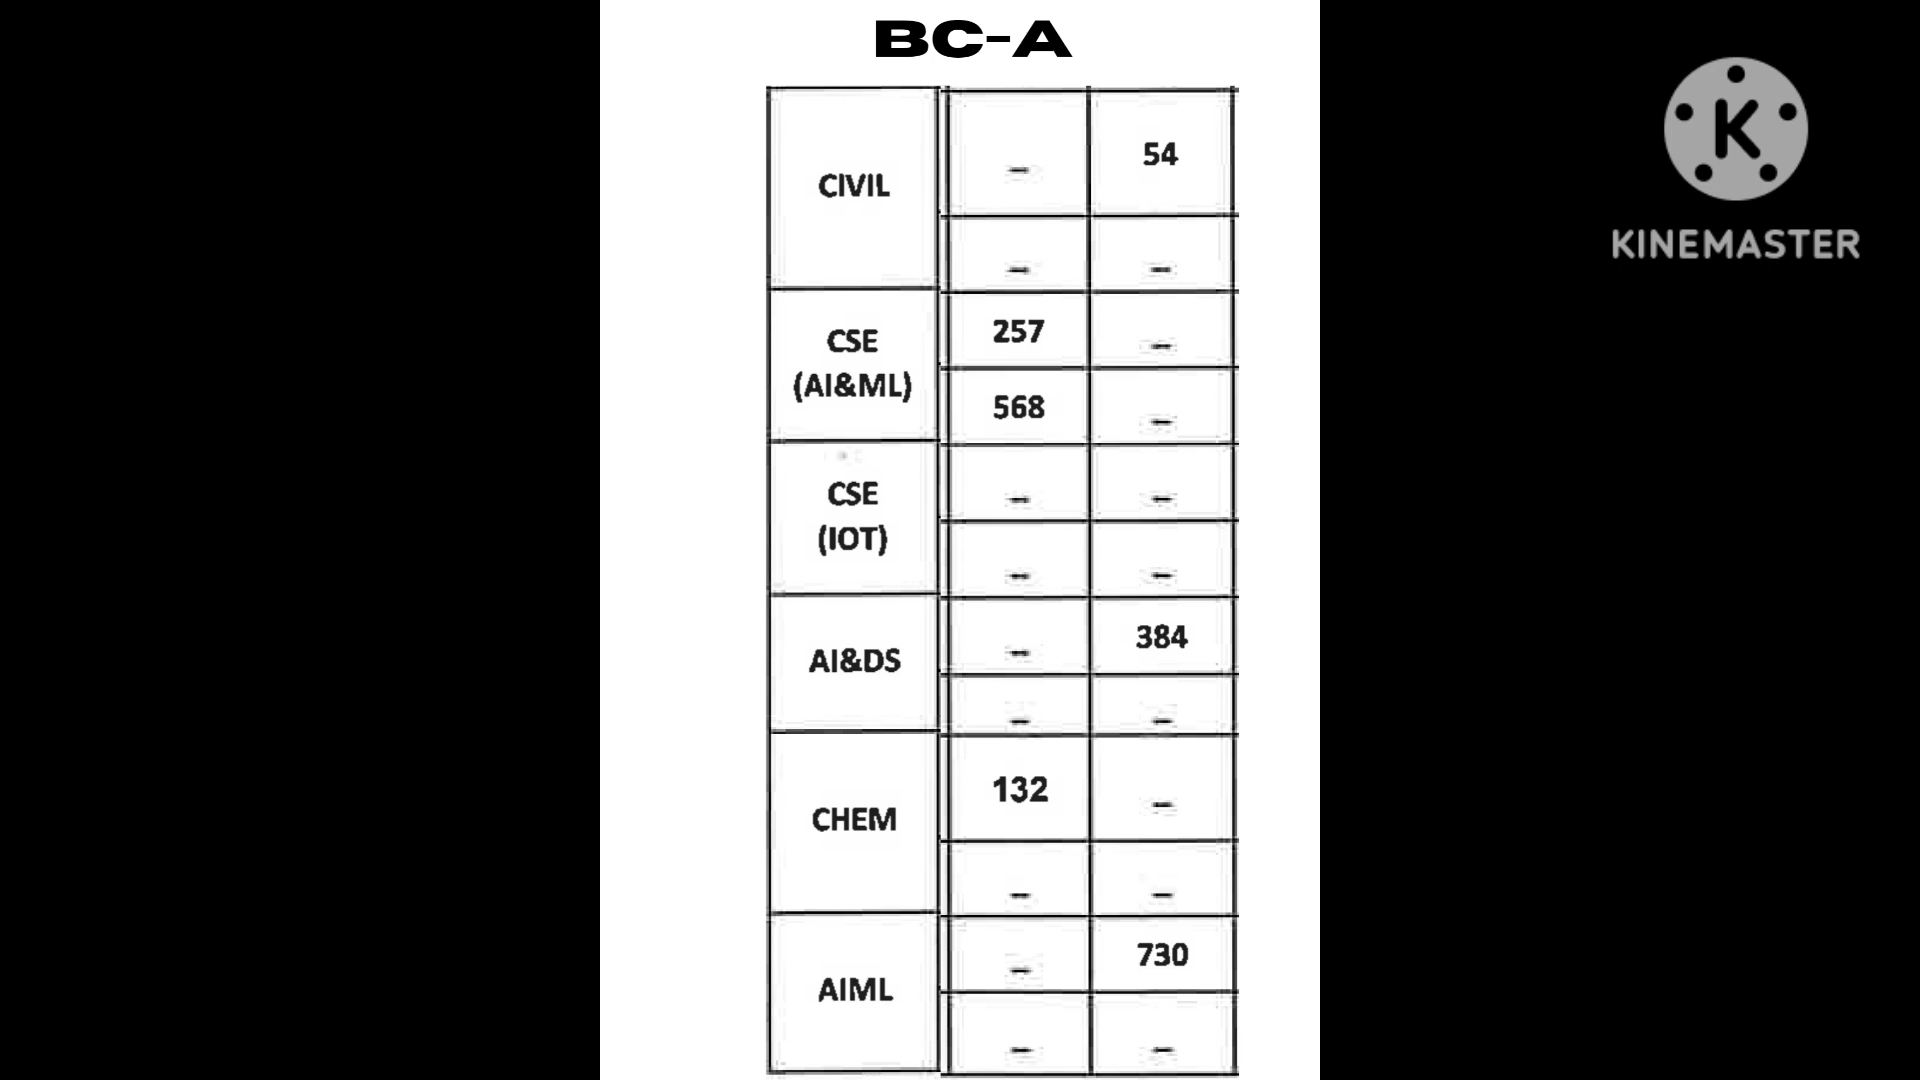 BC-A
CIVIL
– 54
– –
CSE
(AI&ML)
257 –
568 –
CSE
(IOT)
– –
– –
AI&DS
– 384
– –
CHEM
132 –
– –
AIML
– 730
– –
K
KINEMASTER